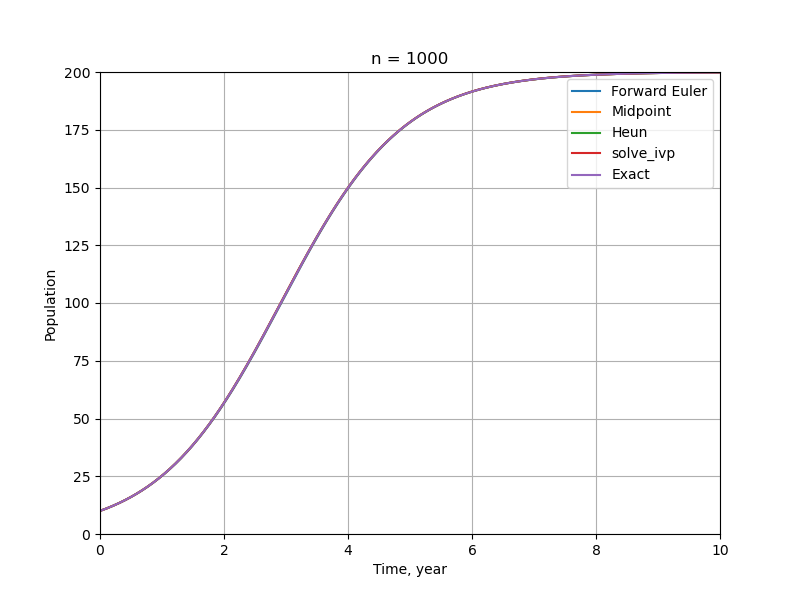 n = 1000
200
175
150
125
100
75
50
25
0
Population
Forward Euler
Midpoint
Heun
solve_ivp
Exact
0 2 4 6 8 10
Time, year